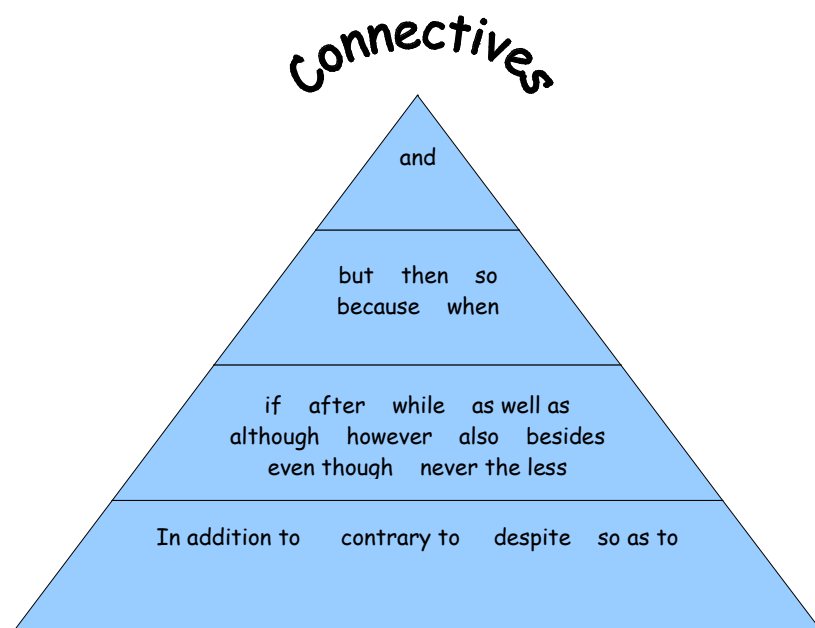 Connectives
and
but then so
because when
if after while as well as
although however also besides
even though never the less
In addition to contrary to despite so as to